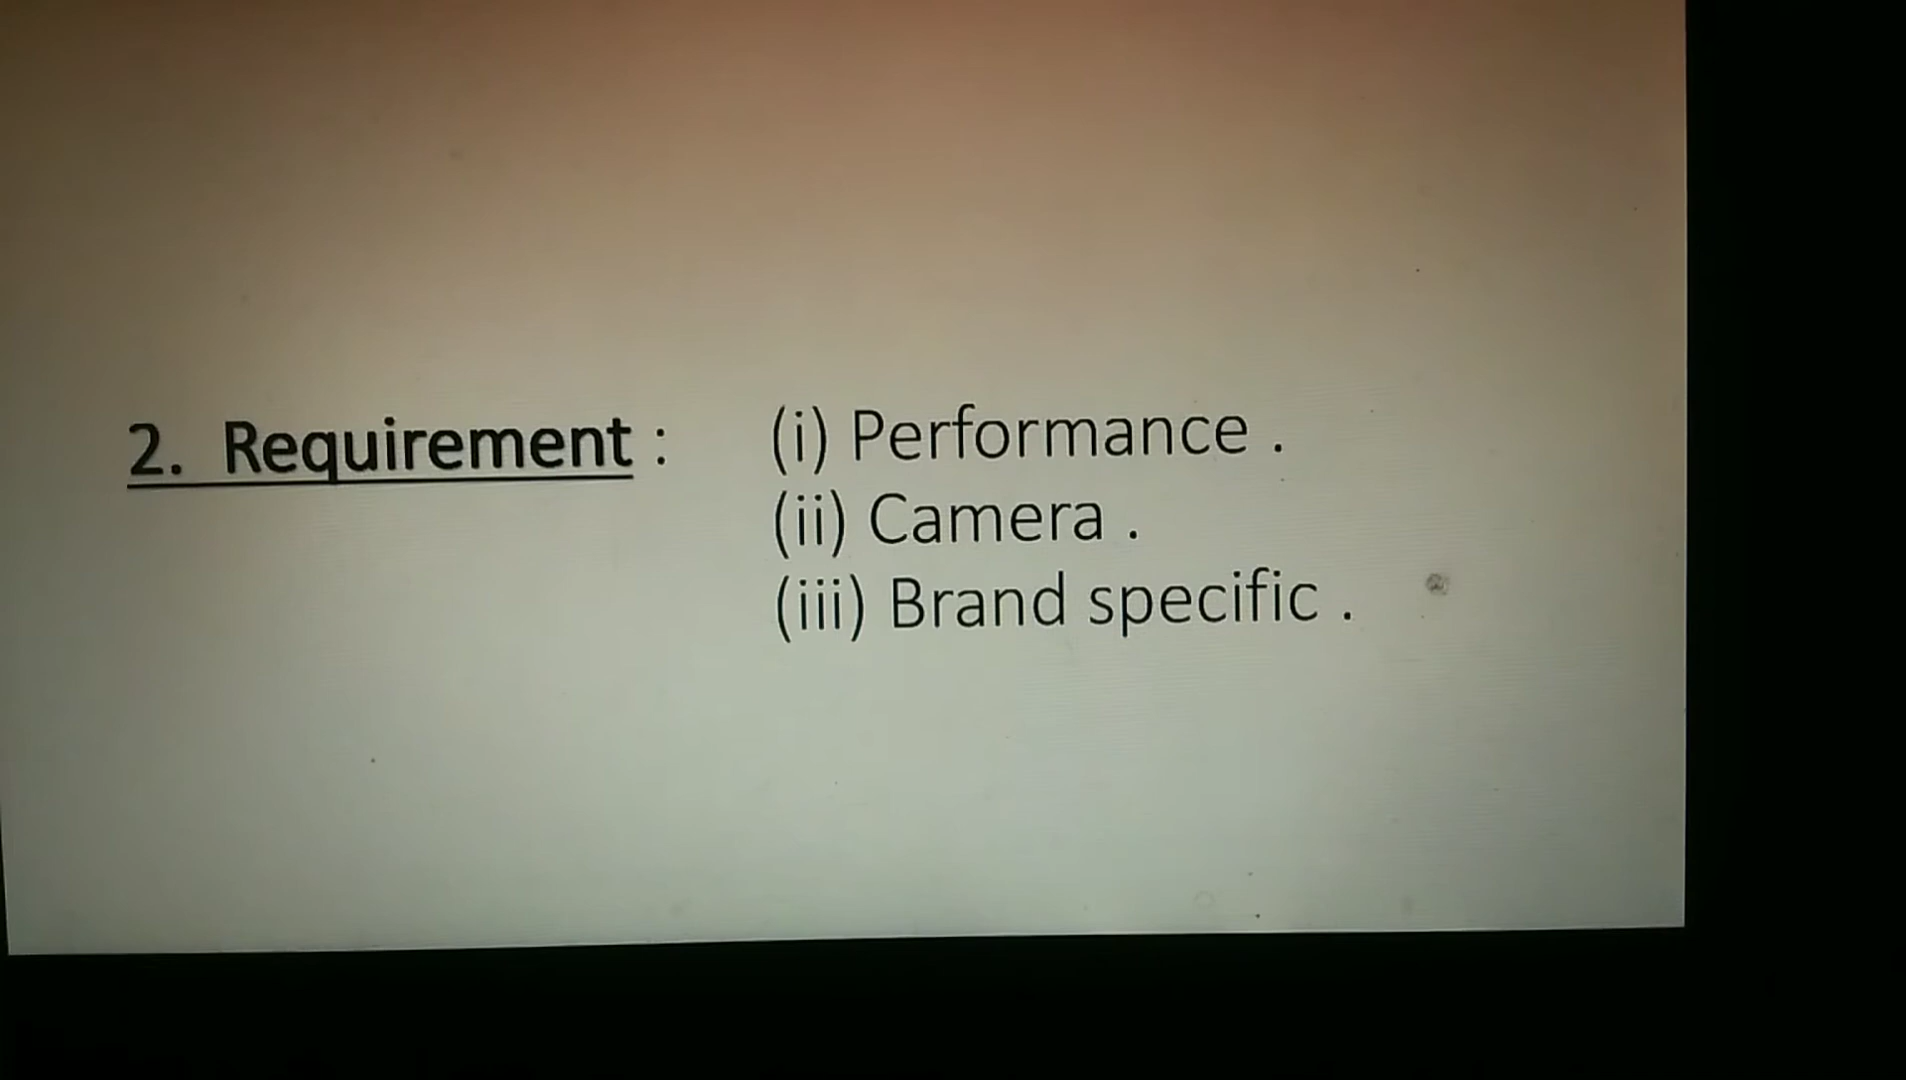 2. Requirement : (i) Performance .
(ii) Camera .
(iii) Brand specific .